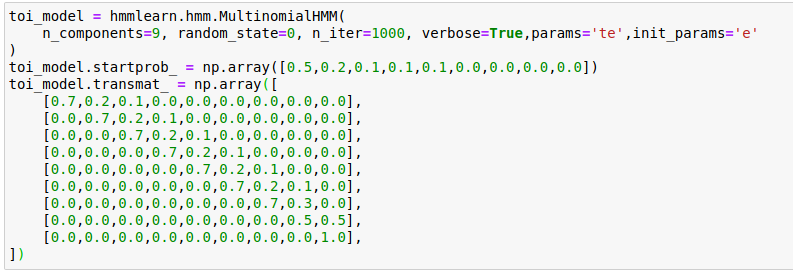 toi_model = hmmlearn.hmm.MultinomialHMM(
    n_components=9, random_state=0, n_iter=1000, verbose=True,params='te',init_params='e'
)
toi_model.startprob_ = np.array([0.5,0.2,0.1,0.1,0.1,0.0,0.0,0.0,0.0])
toi_model.transmat_ = np.array([
    [0.7,0.2,0.1,0.0,0.0,0.0,0.0,0.0,0.0],
    [0.0,0.7,0.2,0.1,0.0,0.0,0.0,0.0,0.0],
    [0.0,0.0,0.7,0.2,0.1,0.0,0.0,0.0,0.0],
    [0.0,0.0,0.0,0.7,0.2,0.1,0.0,0.0,0.0],
    [0.0,0.0,0.0,0.0,0.7,0.2,0.1,0.0,0.0],
    [0.0,0.0,0.0,0.0,0.0,0.7,0.2,0.1,0.0],
    [0.0,0.0,0.0,0.0,0.0,0.0,0.7,0.3,0.0],
    [0.0,0.0,0.0,0.0,0.0,0.0,0.0,0.5,0.5],
    [0.0,0.0,0.0,0.0,0.0,0.0,0.0,0.0,1.0],
])